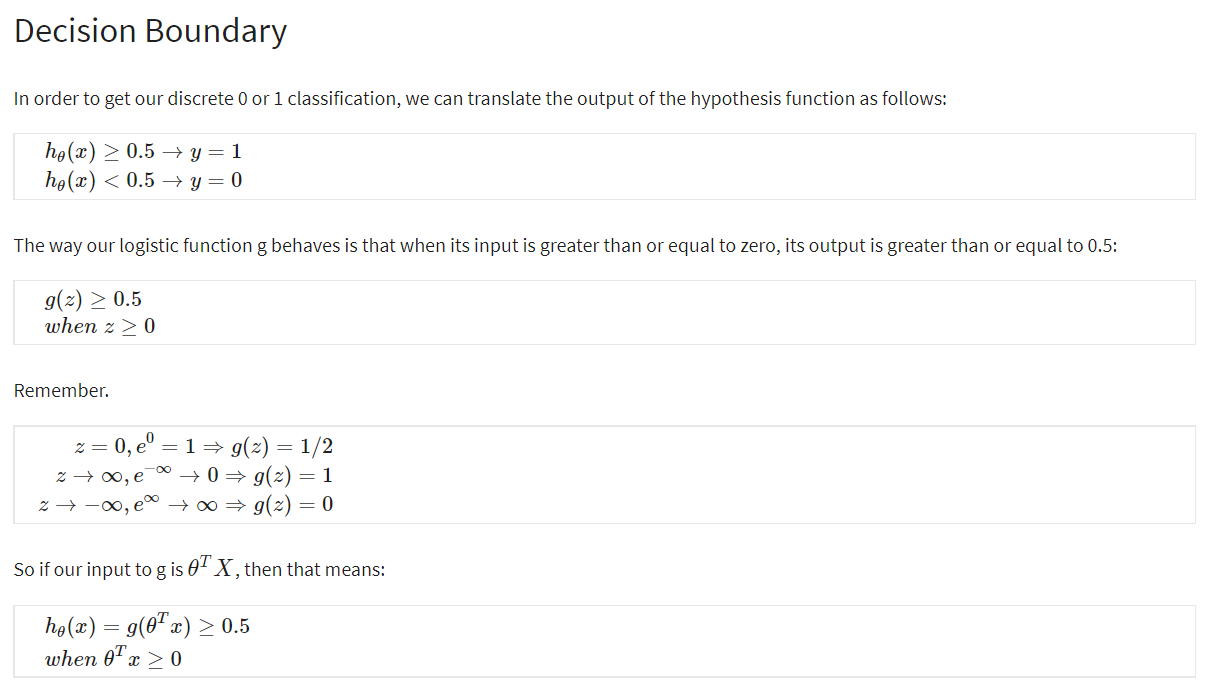 Decision Boundary
In order to get our discrete 0 or 1 classification, we can translate the output of the hypothesis function as follows:
h_θ(x) ≥ 0.5 → y = 1
h_θ(x) < 0.5 → y = 0
The way our logistic function g behaves is that when its input is greater than or equal to zero, its output is greater than or equal to 0.5:
g(z) ≥ 0.5
when z ≥ 0
Remember.
z = 0, e^0 = 1 ⇒ g(z) = 1/2
z → ∞, e^{−∞} → 0 ⇒ g(z) = 1
z → −∞, e^∞ → ∞ ⇒ g(z) = 0
So if our input to g is θ^T X, then that means:
h_θ(x) = g(θ^T x) ≥ 0.5
when θ^T x ≥ 0